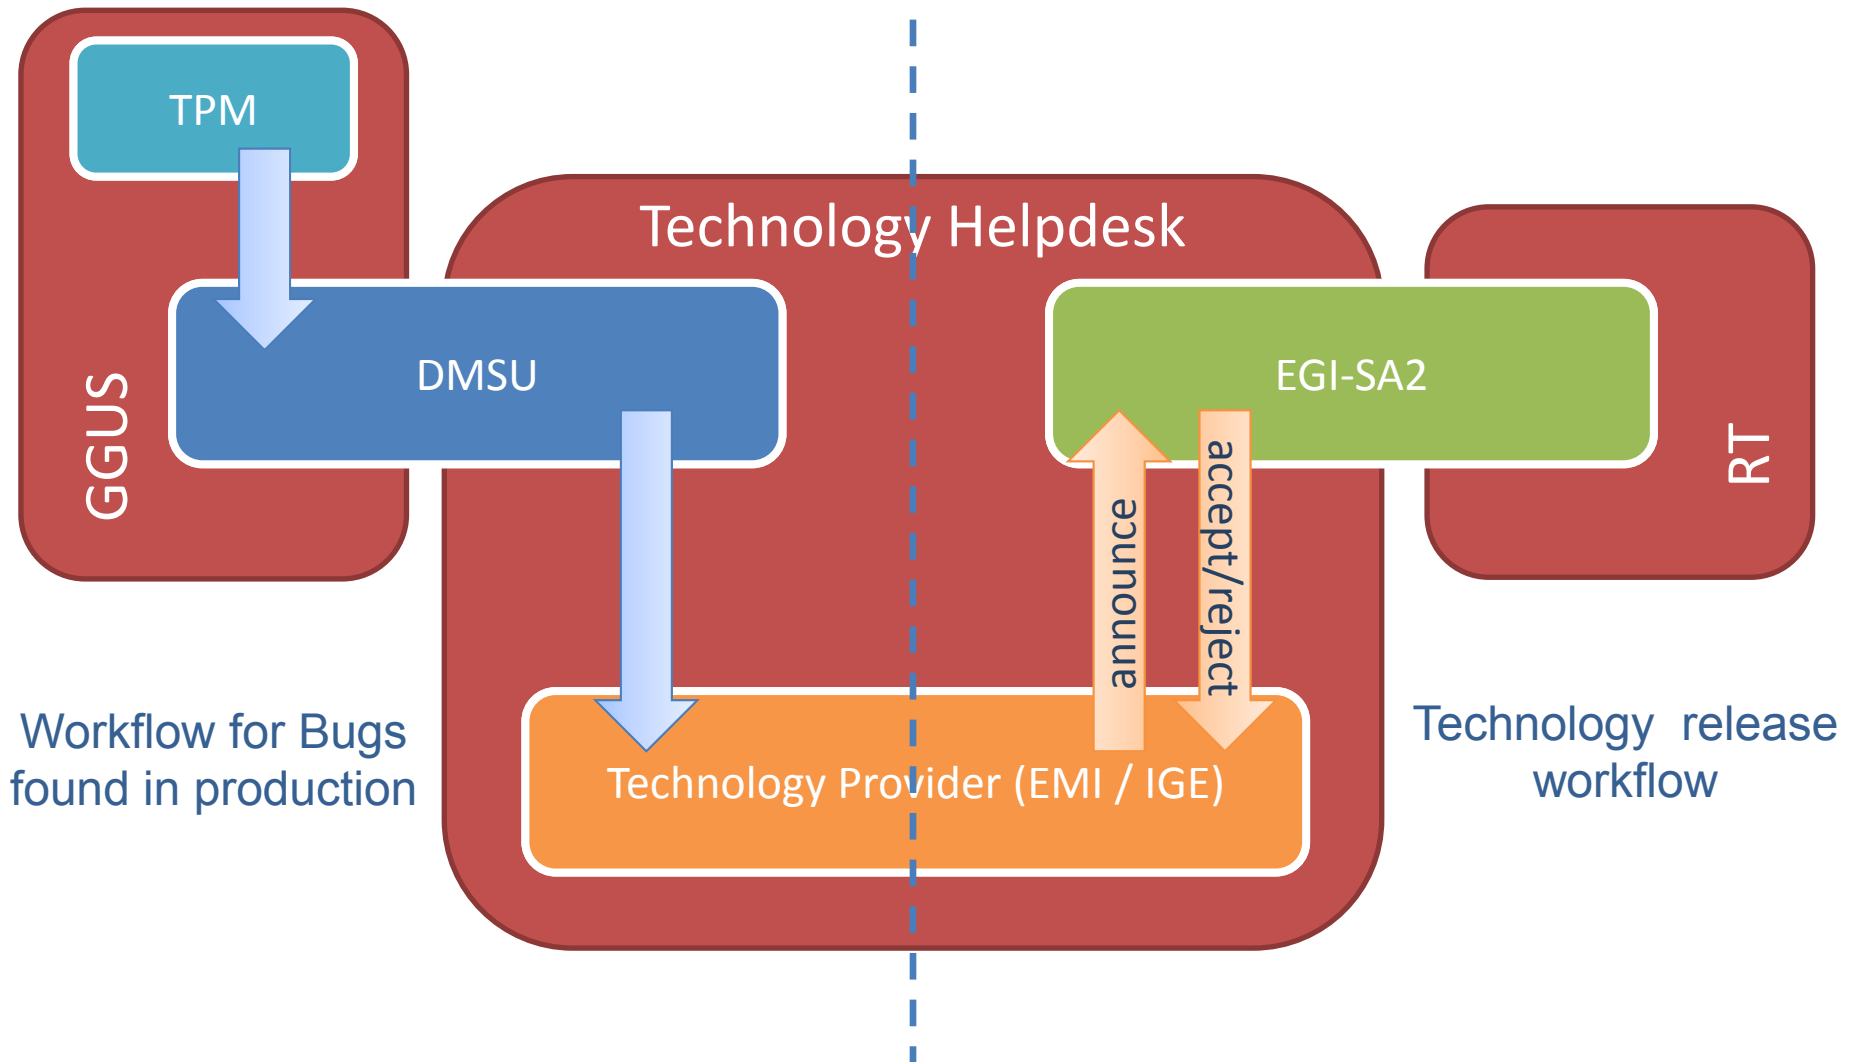 TPM
Technology Helpdesk
DMSU
EGI-SA2
GGUS
RT
announce
accept/reject
Workflow for Bugs
found in production
Technology Provider (EMI / IGE)
Technology release
workflow